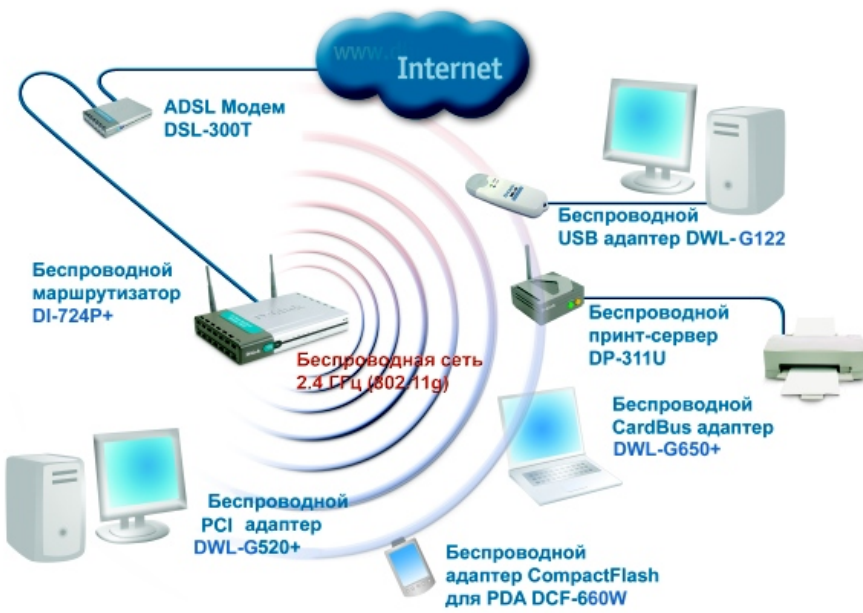 Internet
ADSL Модем
DSL-300T
Беспроводной
USB адаптер DWL-G122
Беспроводной
маршрутизатор
DI-724P+
Беспроводной
принт-сервер
DP-311U
Беспроводная сеть
2.4 ГГц (802.11g)
Беспроводной
CardBus адаптер
DWL-G650+
Беспроводной
PCI адаптер
DWL-G520+
Беспроводной
адаптер CompactFlash
для PDA DCF-660W